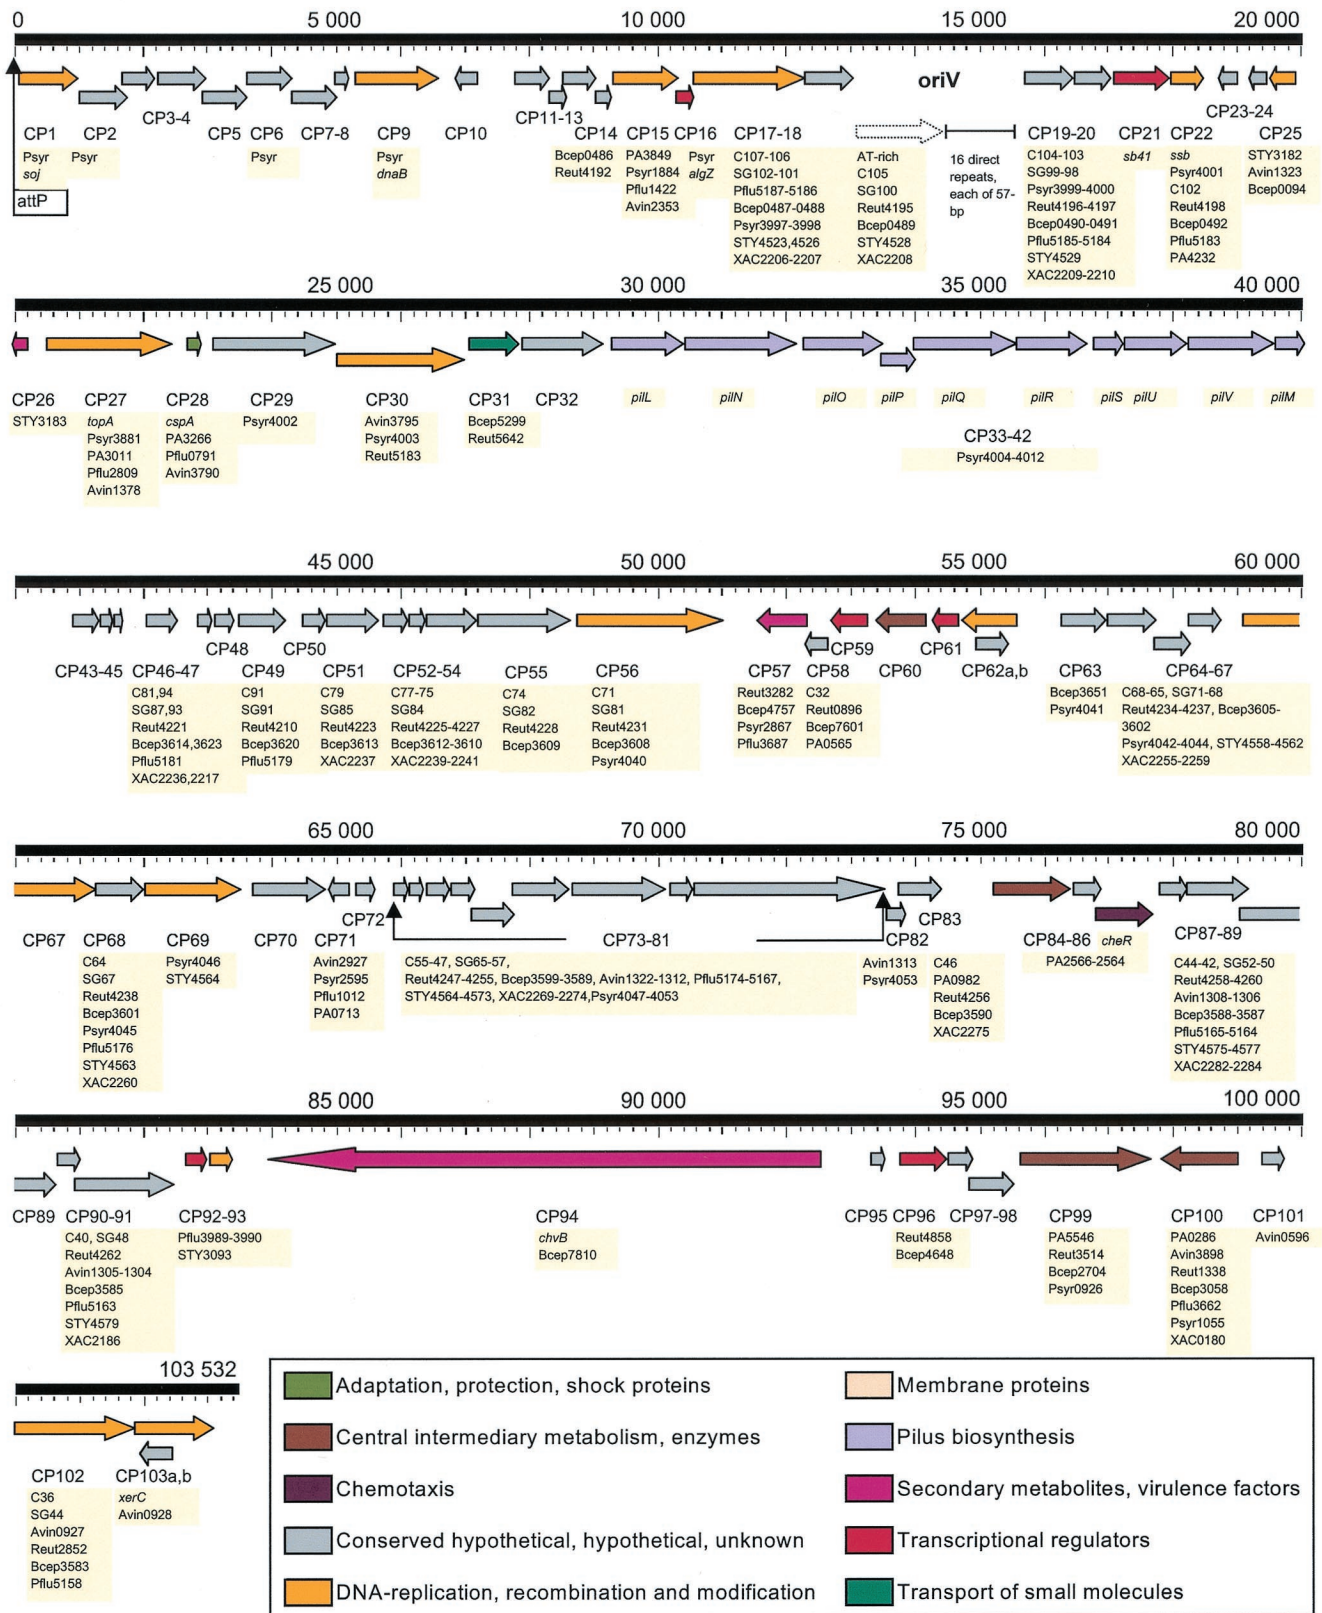 0 5 000 10 000 15 000 20 000
oriV
CP3-4 CP11-13 CP23-24
CP1 CP2 CP5 CP6 CP7-8 CP9 CP10 CP14 CP15 CP16 CP17-18 CP19-20 CP21 CP22 CP25
Psyr
soj
attP
Psyr
Psyr
Psyr
dnaB
Bcep0486
Reut4192
PA3849
Psyr1884
Pflu1422
Avin2353
Psyr
algZ
C107-106
SG102-101
Pflu5187-5186
Bcep0487-0488
Psyr3997-3998
STY4523,4526
XAC2206-2207
AT-rich
C105
SG100
Reut4195
Bcep0489
STY4528
XAC2208
16 direct
repeats,
each of 57-
bp
C104-103
SG99-98
Psyr3999-4000
Reut4196-4197
Bcep0490-0491
Pflu5185-5184
STY4529
XAC2209-2210
sb41
ssb
Psyr4001
C102
Reut4198
Bcep0492
Pflu5183
PA4232
STY3182
Avin1323
Bcep0094
25 000 30 000 35 000 40 000
CP26 CP27 CP28 CP29 CP30 CP31 CP32 pilL pilN pilO pilP pilQ pilR pilS pilU pilV pilM
STY3183
topA
Psyr3881
PA3011
Pflu2809
Avin1378
cspA
PA3266
Pflu0791
Avin3790
Psyr4002
Avin3795
Psyr4003
Reut5183
Bcep5299
Reut5642
CP33-42
Psyr4004-4012
45 000 50 000 55 000 60 000
CP48 CP50 CP59 CP61
CP43-45 CP46-47 CP49 CP51 CP52-54 CP55 CP56 CP57 CP58 CP60 CP62a,b CP63 CP64-67
C81,94
SG87,93
Reut4221
Bcep3614,3623
Pflu5181
XAC2236,2217
C91
SG91
Reut4210
Bcep3620
Pflu5179
C79
SG85
Reut4223
Bcep3613
XAC2237
C77-75
SG84
Reut4225-4227
Bcep3612-3610
XAC2239-2241
C74
SG82
Reut4228
Bcep3609
C71
SG81
Reut4231
Bcep3608
Psyr4040
Reut3282
Bcep4757
Psyr2867
Pflu3687
C32
Reut0896
Bcep7601
PA0565
Bcep3651
Psyr4041
C68-65, SG71-68
Reut4234-4237, Bcep3605-
3602
Psyr4042-4044, STY4558-4562
XAC2255-2259
65 000 70 000 75 000 80 000
CP72 CP83
CP67 CP68 CP69 CP70 CP71 CP73-81 CP82 CP84-86 cheR CP87-89
C64
SG67
Reut4238
Bcep3601
Psyr4045
Pflu5176
STY4563
XAC2260
Psyr4046
STY4564
Avin2927
Psyr2595
Pflu1012
PA0713
C55-47, SG65-57,
Reut4247-4255, Bcep3599-3589, Avin1322-1312, Pflu5174-5167,
STY4564-4573, XAC2269-2274,Psyr4047-4053
Avin1313
Psyr4053
C46
PA0982
Reut4256
Bcep3590
XAC2275
PA2566-2564
C44-42, SG52-50
Reut4258-4260
Avin1308-1306
Bcep3588-3587
Pflu5165-5164
STY4575-4577
XAC2282-2284
85 000 90 000 95 000 100 000
CP89 CP90-91 CP92-93 CP94 CP95 CP96 CP97-98 CP99 CP100 CP101
C40, SG48
Reut4262
Avin1305-1304
Bcep3585
Pflu5163
STY4579
XAC2186
Pflu3989-3990
STY3093
chvB
Bcep7810
Reut4858
Bcep4648
PA5546
Reut3514
Bcep2704
Psyr0926
PA0286
Avin3898
Reut1338
Bcep3058
Pflu3662
Psyr1055
XAC0180
Avin0596
103 532
CP102 CP103a,b
C36
SG44
Avin0927
Reut2852
Bcep3583
Pflu5158
xerC
Avin0928
Adaptation, protection, shock proteins
Central intermediary metabolism, enzymes
Chemotaxis
Conserved hypothetical, hypothetical, unknown
DNA-replication, recombination and modification
Membrane proteins
Pilus biosynthesis
Secondary metabolites, virulence factors
Transcriptional regulators
Transport of small molecules